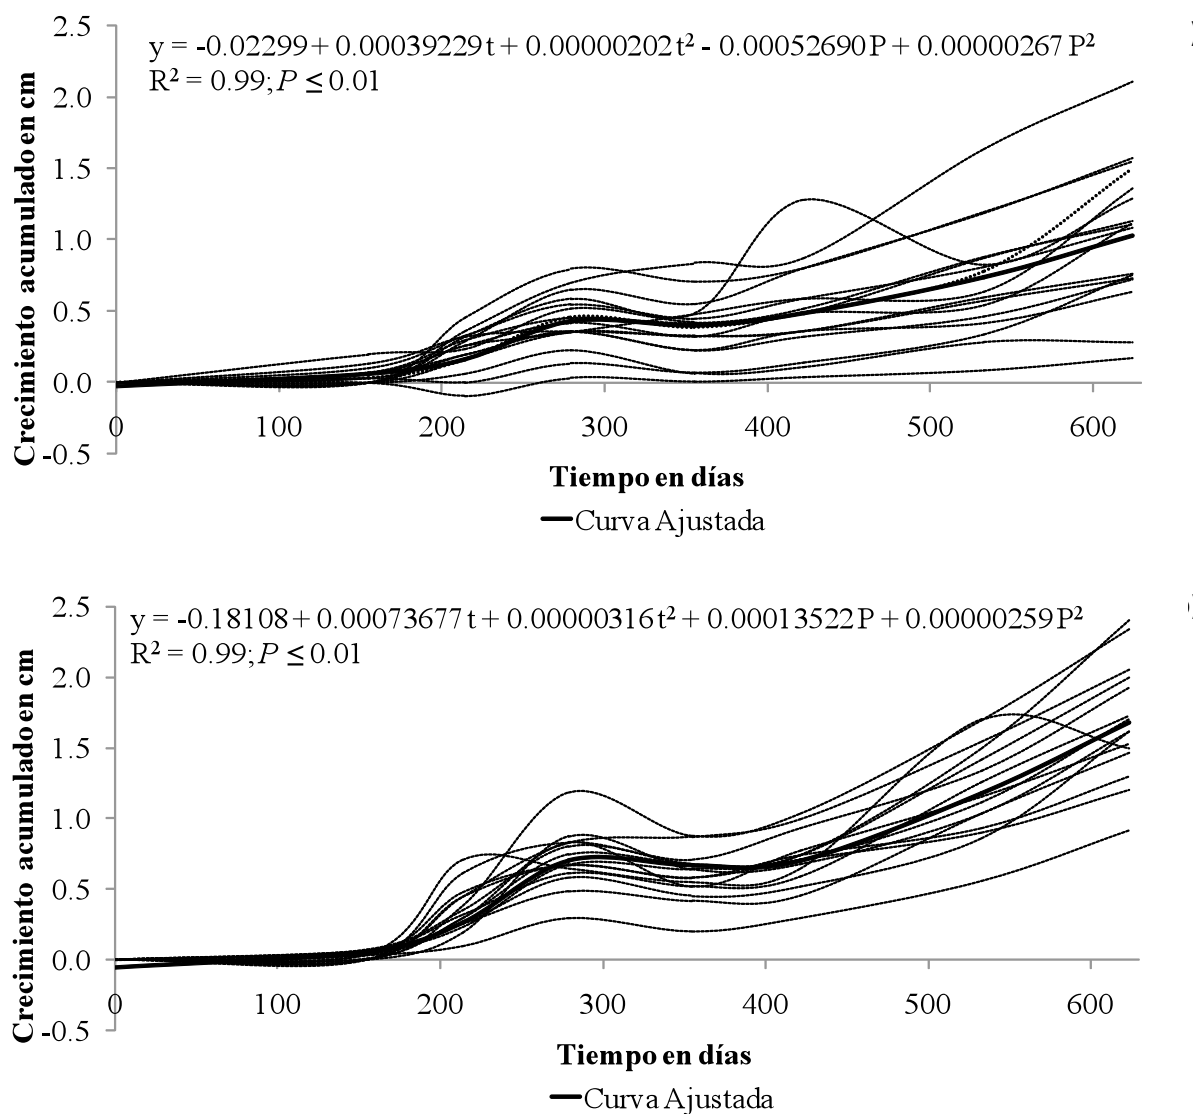 2.5
y = -0.02299 + 0.00039229 t + 0.00000202 t² - 0.00052690 P + 0.00000267 P²
R² = 0.99; P ≤ 0.01
2.0
1.5
1.0
0.5
0.0
0 100 200 300 400 500 600
-0.5
Crecimiento acumulado en cm
Tiempo en días
Curva Ajustada
2.5
y = -0.18108 + 0.00073677 t + 0.00000316 t² + 0.00013522 P + 0.00000259 P²
R² = 0.99; P ≤ 0.01
2.0
1.5
1.0
0.5
0.0
0 100 200 300 400 500 600
-0.5
Crecimiento acumulado en cm
Tiempo en días
Curva Ajustada